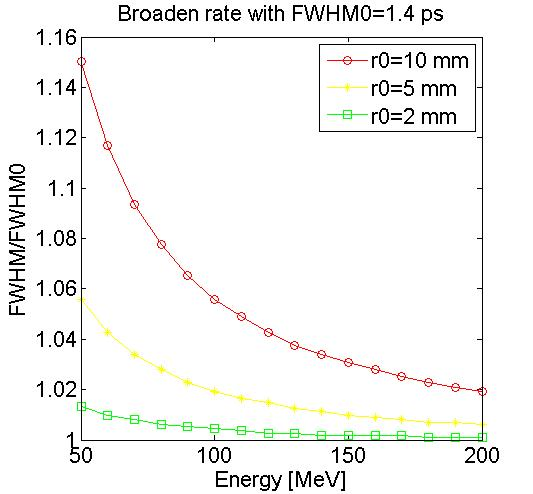 Broaden rate with FWHM0=1.4 ps
1.16
1.14
1.12
1.1
1.08
1.06
1.04
1.02
1
FWHM/FWHM0
r0=10 mm
r0=5 mm
r0=2 mm
50 100 150 200
Energy [MeV]